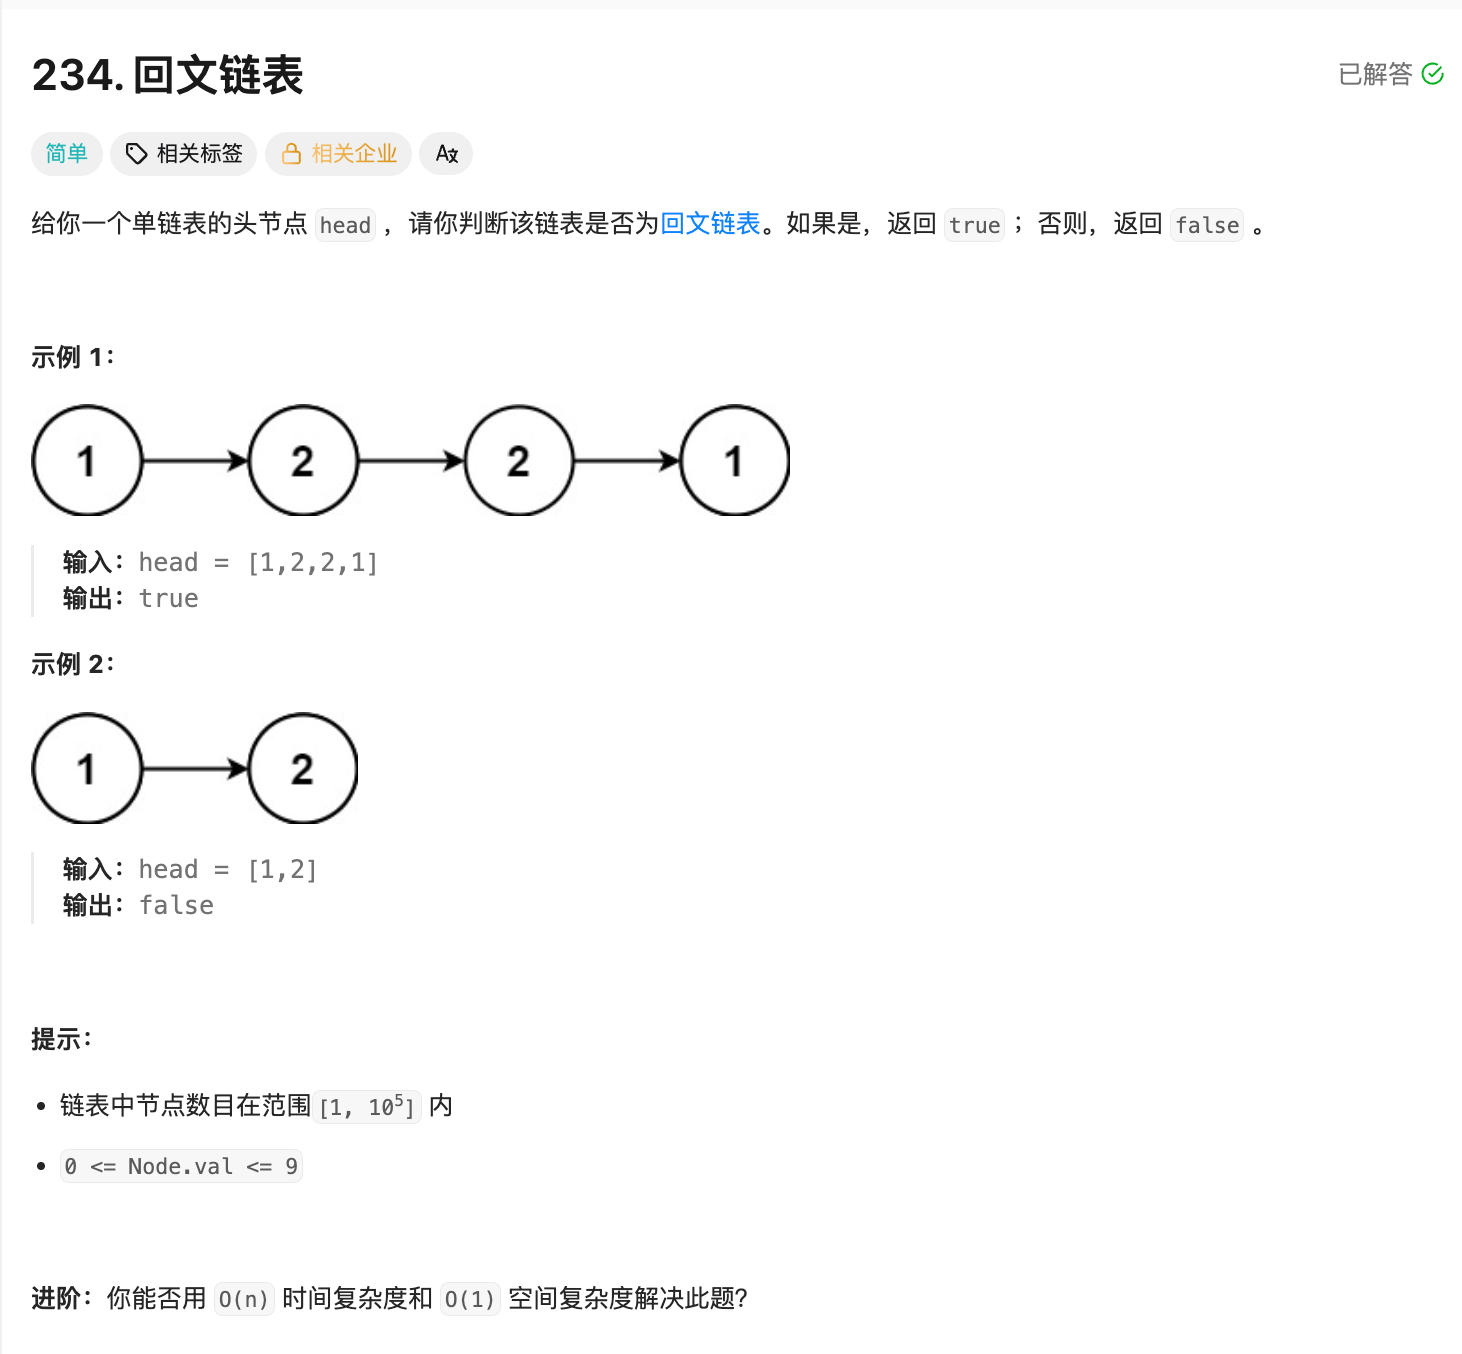 234. 回文链表
已解答
简单
相关标签
相关企业
给你一个单链表的头节点 head ，请你判断该链表是否为回文链表。如果是，返回 true ；否则，返回 false 。
示例 1：
1 2 2 1
输入：head = [1,2,2,1]
输出：true
示例 2：
1 2
输入：head = [1,2]
输出：false
提示：
• 链表中节点数目在范围[1, 10⁵] 内
• 0 <= Node.val <= 9
进阶：你能否用 O(n) 时间复杂度和 O(1) 空间复杂度解决此题？